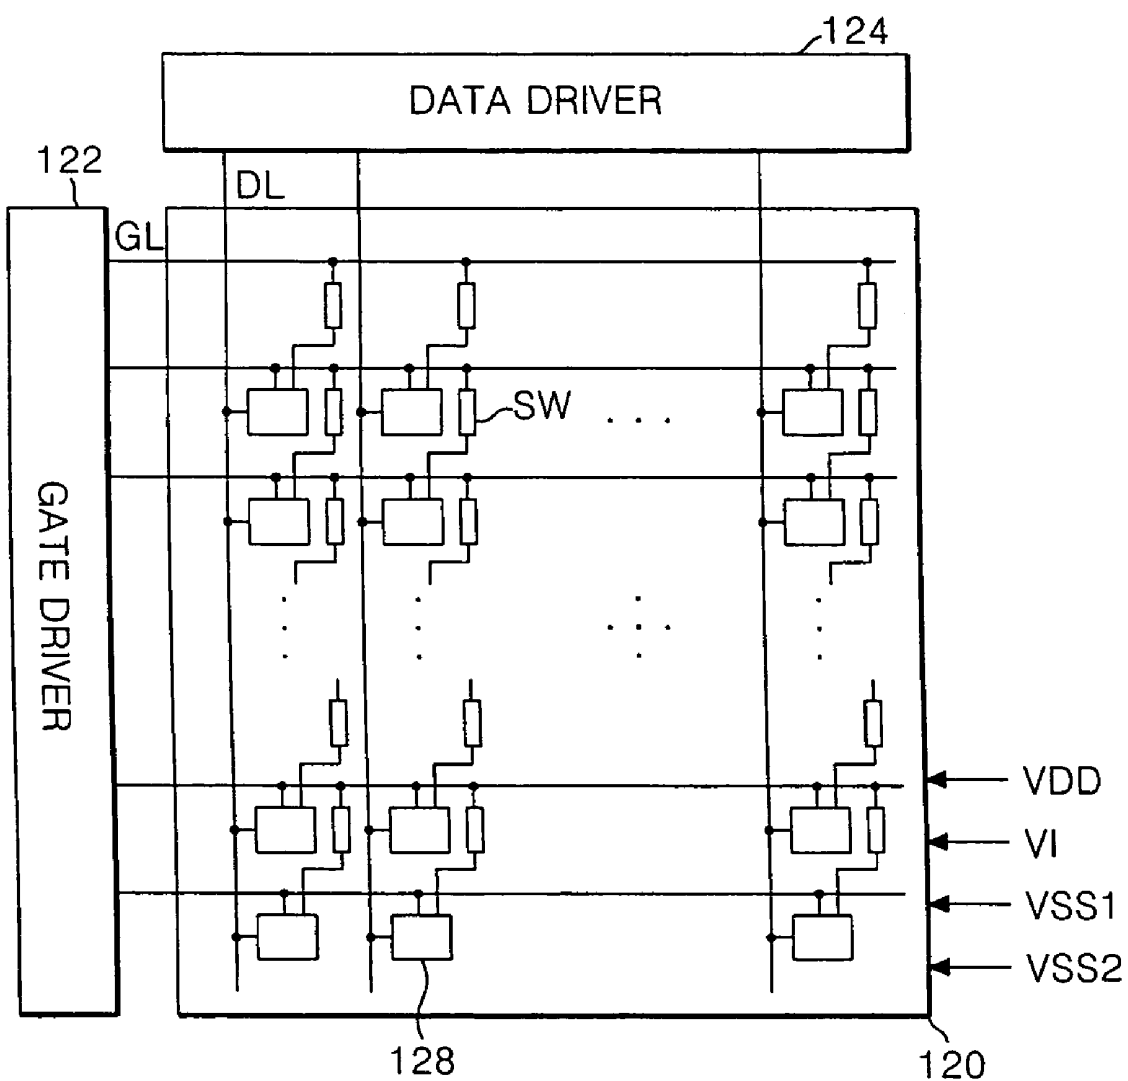 124
DATA DRIVER
122
DL
GL
SW
GATE DRIVER
VDD
VI
VSS1
VSS2
128
120